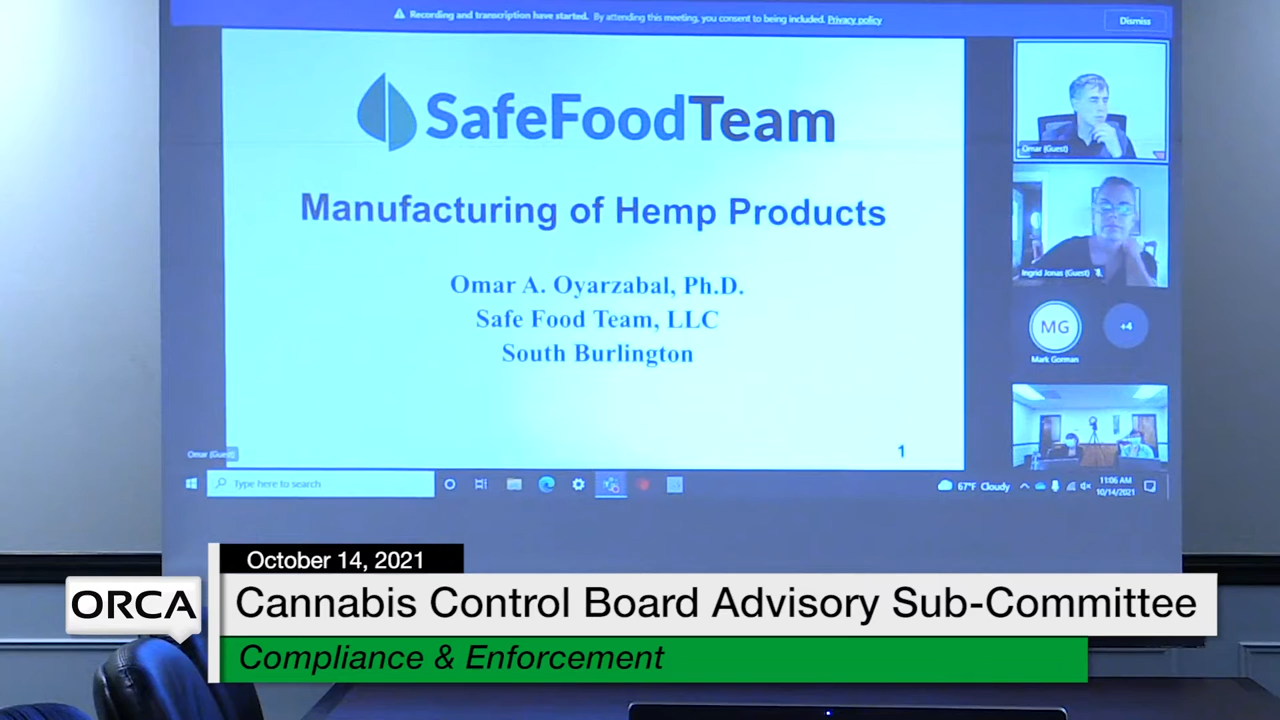 Recording and transcription have started. By attending this meeting, you consent to being included. Privacy policy
Dismiss
SafeFoodTeam
Manufacturing of Hemp Products
Omar A. Oyarzabal, Ph.D.
Safe Food Team, LLC
South Burlington
1
Omar (Guest)
Omar (Guest)
Ingrid Jonas (Guest)
MG
+4
Mark Gorman
Type here to search
67°F Cloudy
11:06 AM
10/14/2021
October 14, 2021
ORCA
Cannabis Control Board Advisory Sub-Committee
Compliance & Enforcement